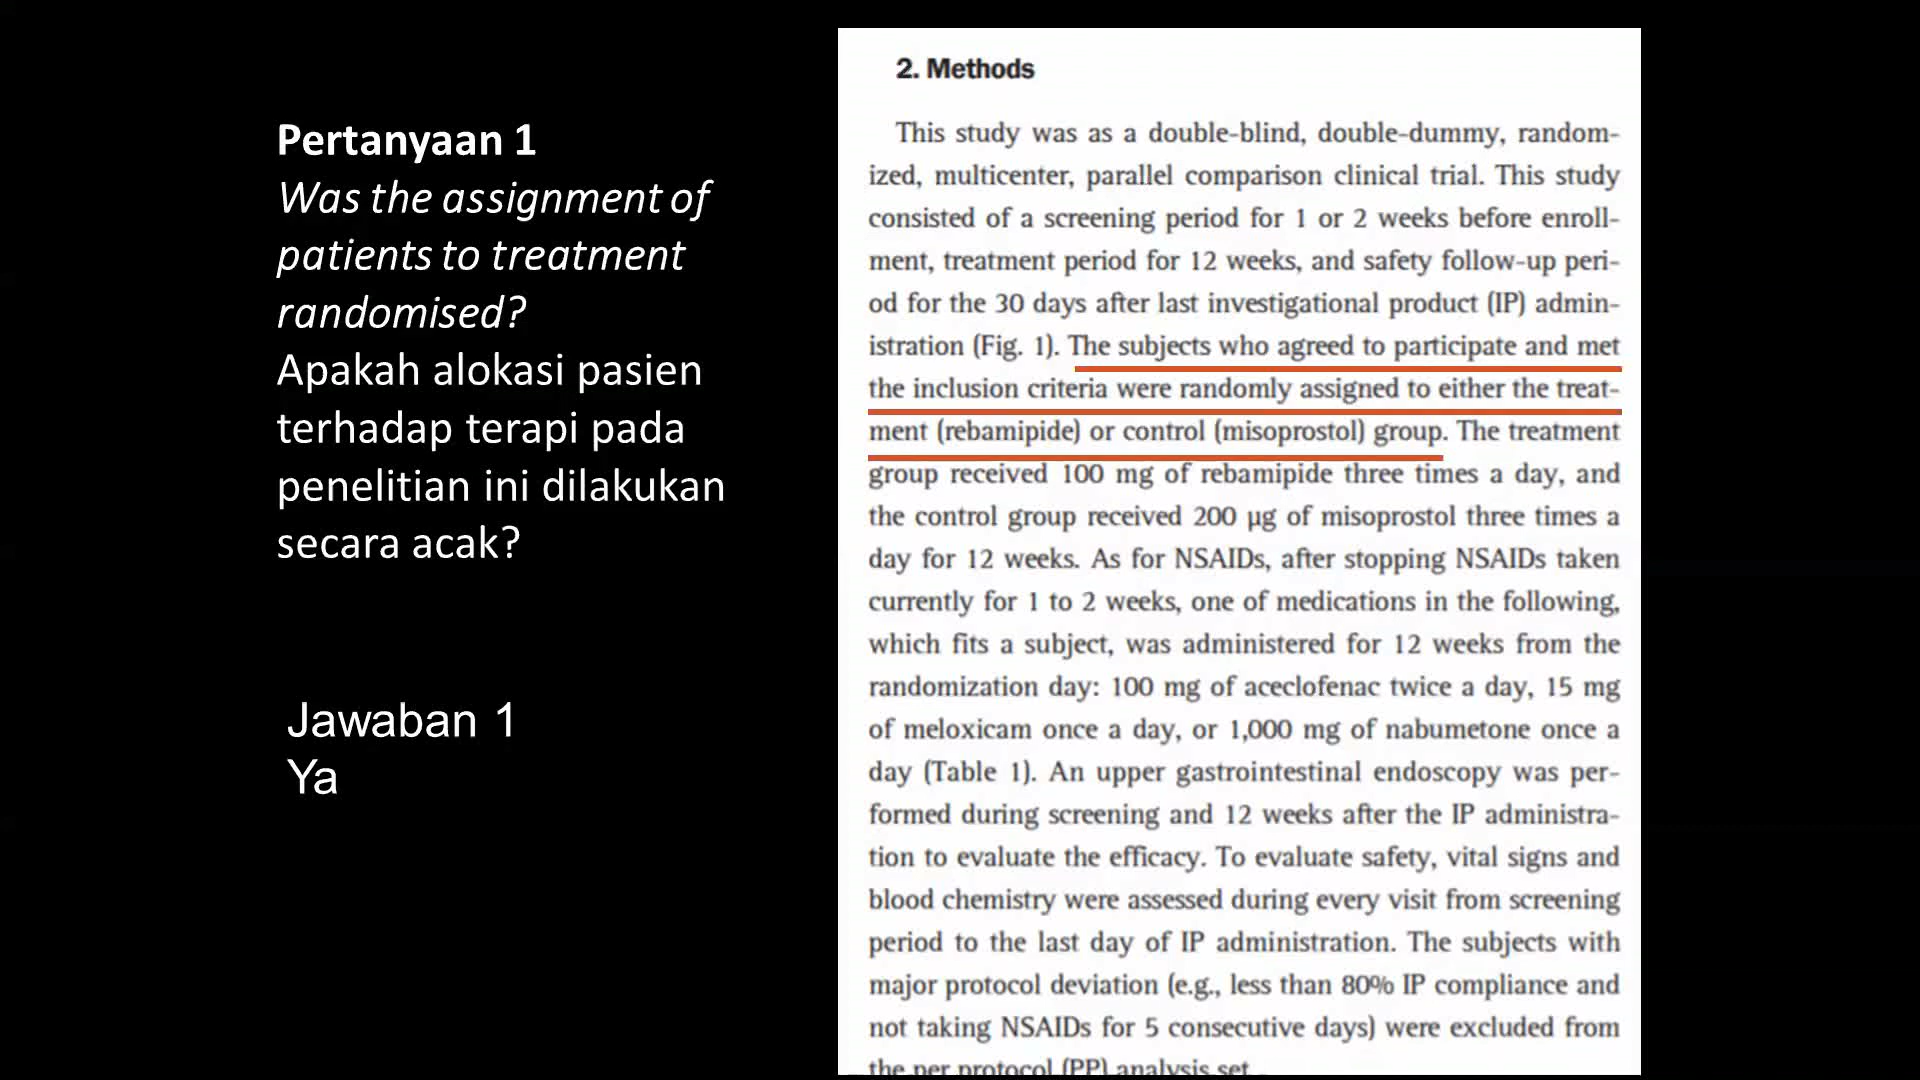 Pertanyaan 1
Was the assignment of
patients to treatment
randomised?
Apakah alokasi pasien
terhadap terapi pada
penelitian ini dilakukan
secara acak?
Jawaban 1
Ya
2. Methods
This study was as a double-blind, double-dummy, random-
ized, multicenter, parallel comparison clinical trial. This study
consisted of a screening period for 1 or 2 weeks before enroll-
ment, treatment period for 12 weeks, and safety follow-up peri-
od for the 30 days after last investigational product (IP) admin-
istration (Fig. 1). The subjects who agreed to participate and met
the inclusion criteria were randomly assigned to either the treat-
ment (rebamipide) or control (misoprostol) group. The treatment
group received 100 mg of rebamipide three times a day, and
the control group received 200 μg of misoprostol three times a
day for 12 weeks. As for NSAIDs, after stopping NSAIDs taken
currently for 1 to 2 weeks, one of medications in the following,
which fits a subject, was administered for 12 weeks from the
randomization day: 100 mg of aceclofenac twice a day, 15 mg
of meloxicam once a day, or 1,000 mg of nabumetone once a
day (Table 1). An upper gastrointestinal endoscopy was per-
formed during screening and 12 weeks after the IP administra-
tion to evaluate the efficacy. To evaluate safety, vital signs and
blood chemistry were assessed during every visit from screening
period to the last day of IP administration. The subjects with
major protocol deviation (e.g., less than 80% IP compliance and
not taking NSAIDs for 5 consecutive days) were excluded from
the per protocol (PP) analysis set.